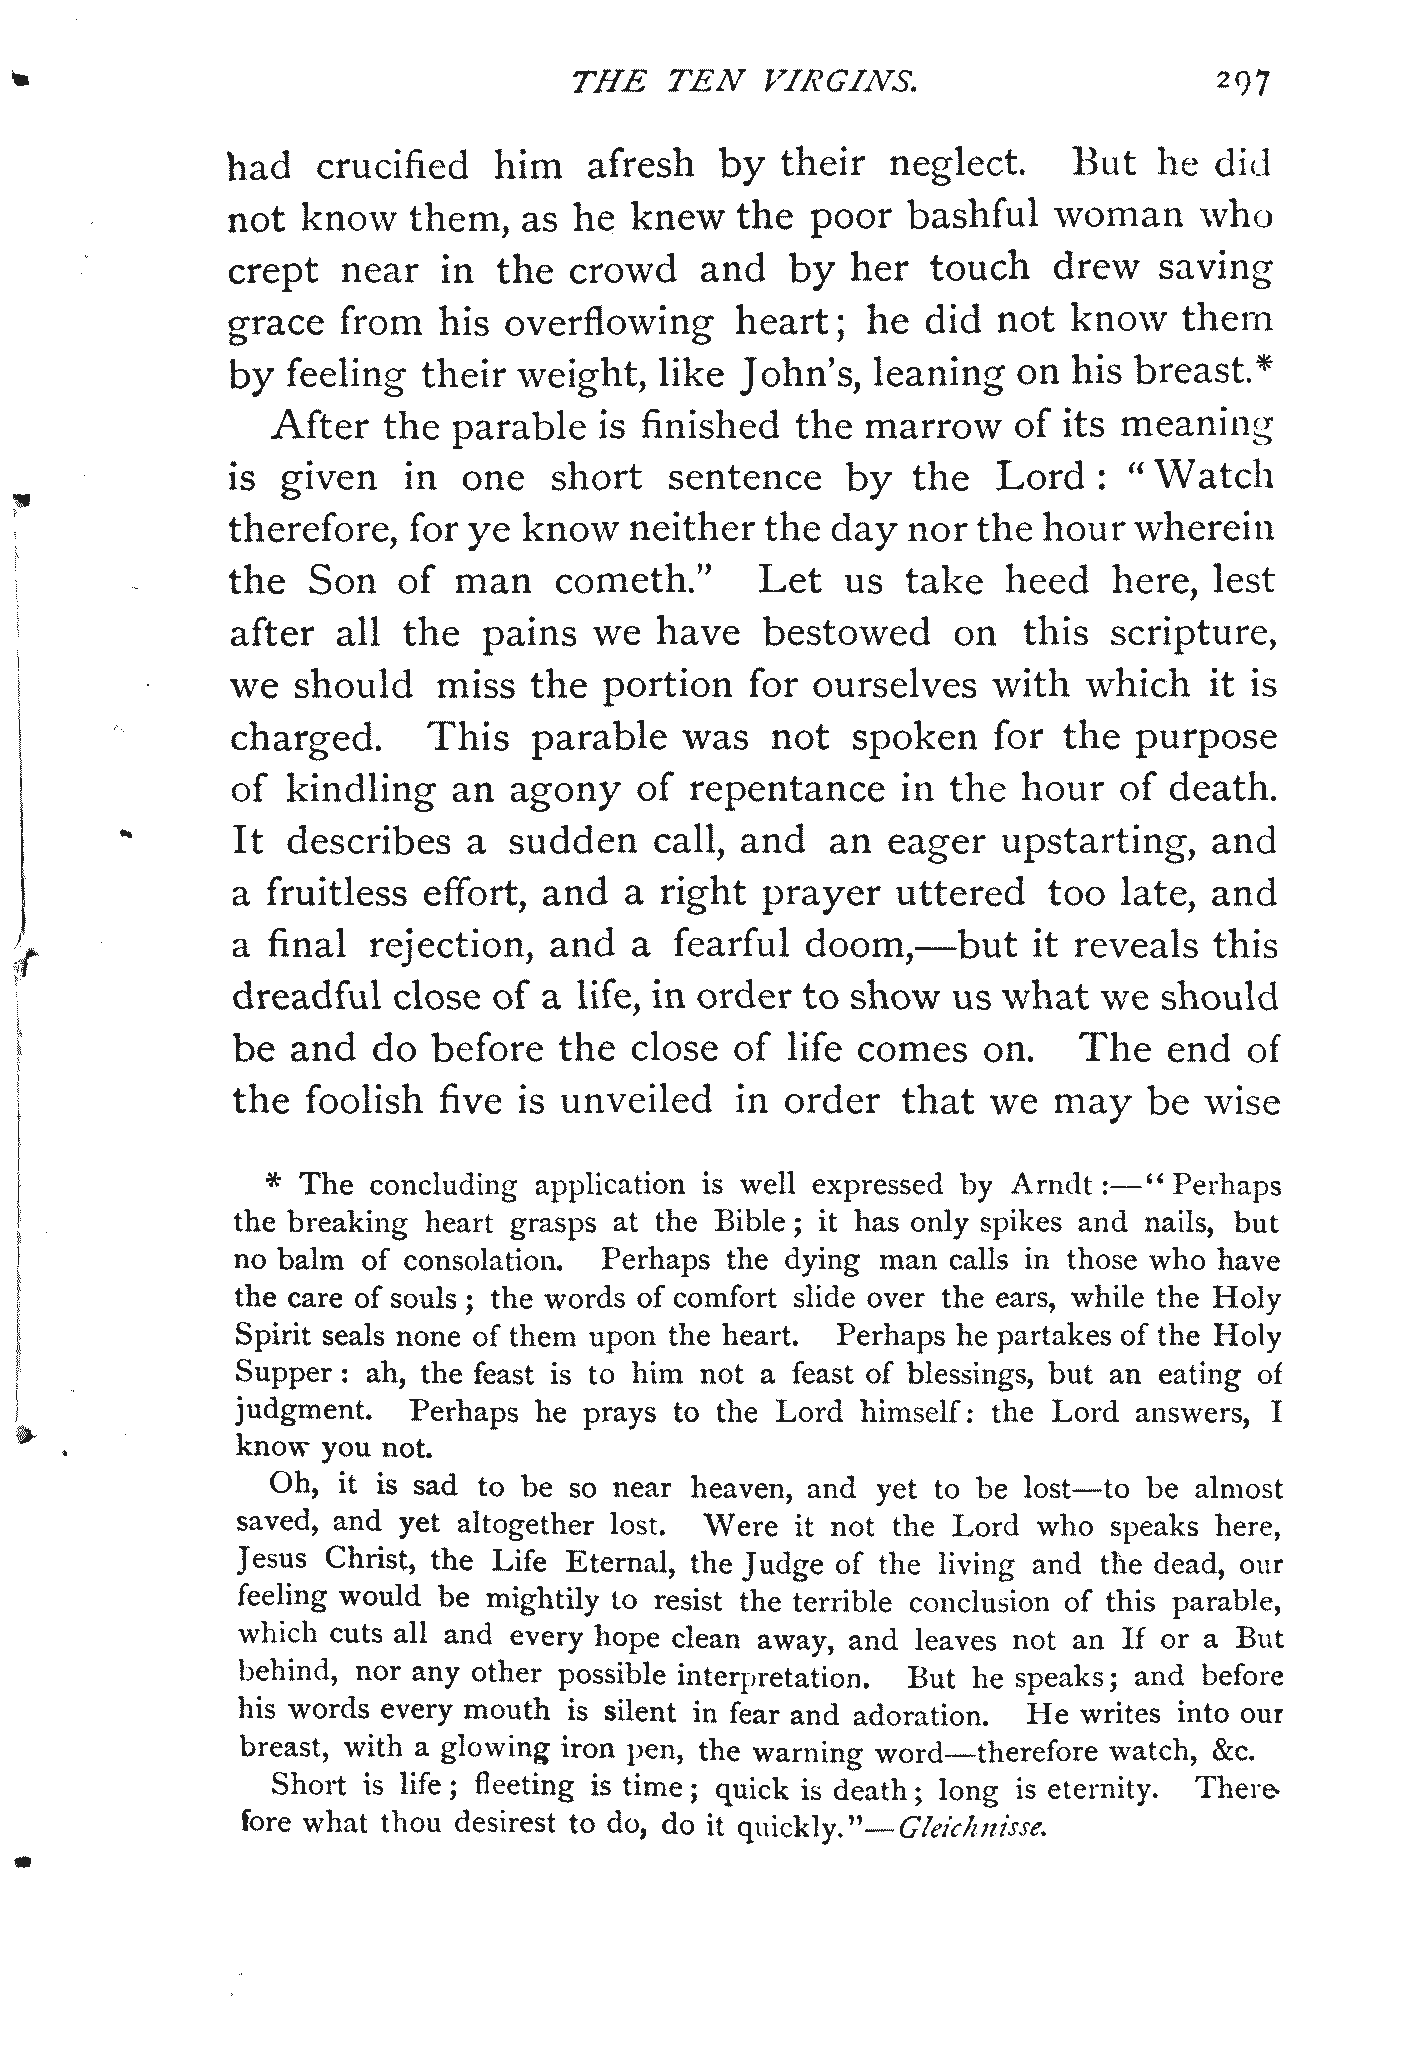 THE TEN VIRGINS. 297
had crucified him afresh by their neglect. But he did
not know them, as he knew the poor bashful woman who
crept near in the crowd and by her touch drew saving
grace from his overflowing heart; he did not know them
by feeling their weight, like John's, leaning on his breast.*
After the parable is finished the marrow of its meaning
is given in one short sentence by the Lord : “Watch
therefore, for ye know neither the day nor the hour wherein
the Son of man cometh.” Let us take heed here, lest
after all the pains we have bestowed on this scripture,
we should miss the portion for ourselves with which it is
charged. This parable was not spoken for the purpose
of kindling an agony of repentance in the hour of death.
It describes a sudden call, and an eager upstarting, and
a fruitless effort, and a right prayer uttered too late, and
a final rejection, and a fearful doom,—but it reveals this
dreadful close of a life, in order to show us what we should
be and do before the close of life comes on. The end of
the foolish five is unveiled in order that we may be wise
* The concluding application is well expressed by Arndt :—“ Perhaps
the breaking heart grasps at the Bible ; it has only spikes and nails, but
no balm of consolation. Perhaps the dying man calls in those who have
the care of souls ; the words of comfort slide over the ears, while the Holy
Spirit seals none of them upon the heart. Perhaps he partakes of the Holy
Supper : ah, the feast is to him not a feast of blessings, but an eating of
judgment. Perhaps he prays to the Lord himself: the Lord answers, I
know you not.
Oh, it is sad to be so near heaven, and yet to be lost—to be almost
saved, and yet altogether lost. Were it not the Lord who speaks here,
Jesus Christ, the Life Eternal, the Judge of the living and the dead, our
feeling would be mightily to resist the terrible conclusion of this parable,
which cuts all and every hope clean away, and leaves not an If or a But
behind, nor any other possible interpretation. But he speaks; and before
his words every mouth is silent in fear and adoration. He writes into our
breast, with a glowing iron pen, the warning word—therefore watch, &c.
Short is life ; fleeting is time ; quick is death ; long is eternity. There-
fore what thou desirest to do, do it quickly.”—Gleichnisse.